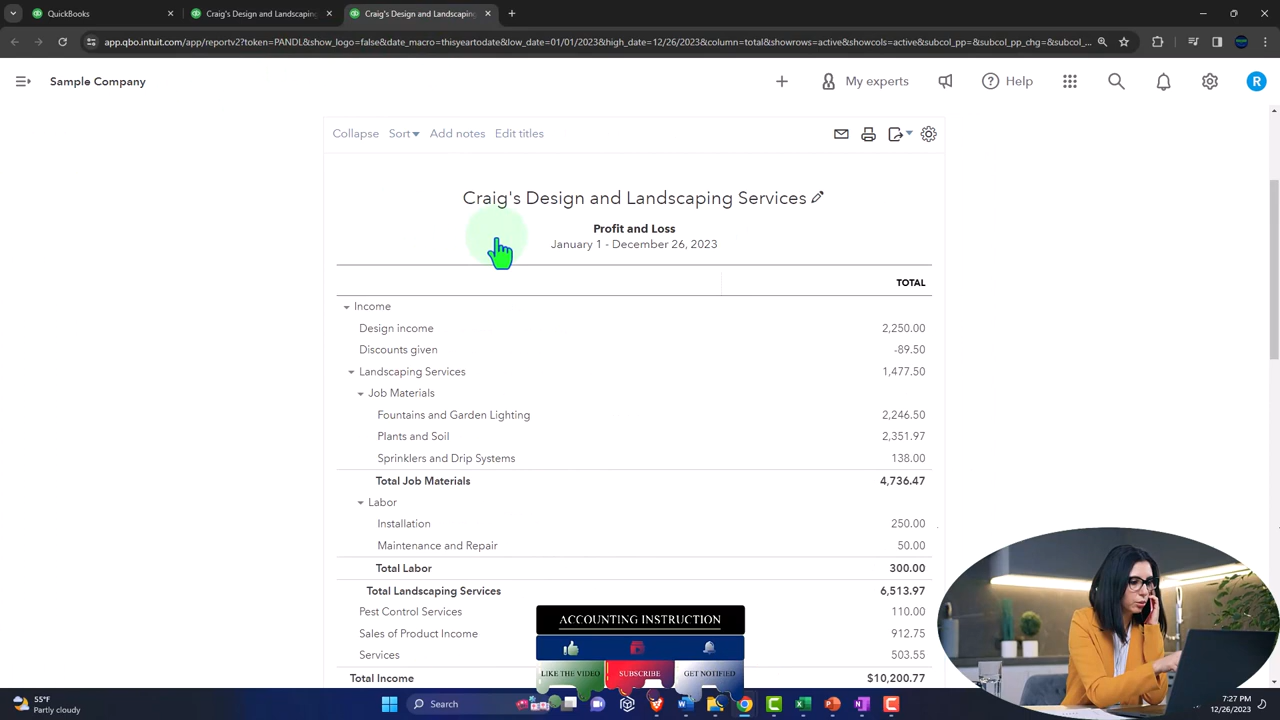 QuickBooks
Craig's Design and Landscaping
Craig's Design and Landscaping
app.qbo.intuit.com/app/reportv2?token=PANDL&show_logo=false&date_macro=thisyeartodate&low_date=01/01/2023&high_date=12/26/2023&column=total&showrows=active&showcols=active&subcol_pp=&subcol_pp_chg=&subcol_pp_...
Sample Company
My experts
Help
R
Collapse Sort Add notes Edit titles
Craig's Design and Landscaping Services
Profit and Loss
January 1 - December 26, 2023
TOTAL
Income
Design income 2,250.00
Discounts given -89.50
Landscaping Services 1,477.50
Job Materials
Fountains and Garden Lighting 2,246.50
Plants and Soil 2,351.97
Sprinklers and Drip Systems 138.00
Total Job Materials 4,736.47
Labor
Installation 250.00
Maintenance and Repair 50.00
Total Labor 300.00
Total Landscaping Services 6,513.97
Pest Control Services 110.00
Sales of Product Income 912.75
Services 503.55
Total Income $10,200.77
ACCOUNTING INSTRUCTION
LIKE THE VIDEO SUBSCRIBE GET NOTIFIED
55°F
Partly cloudy
Search
7:27 PM
12/26/2023